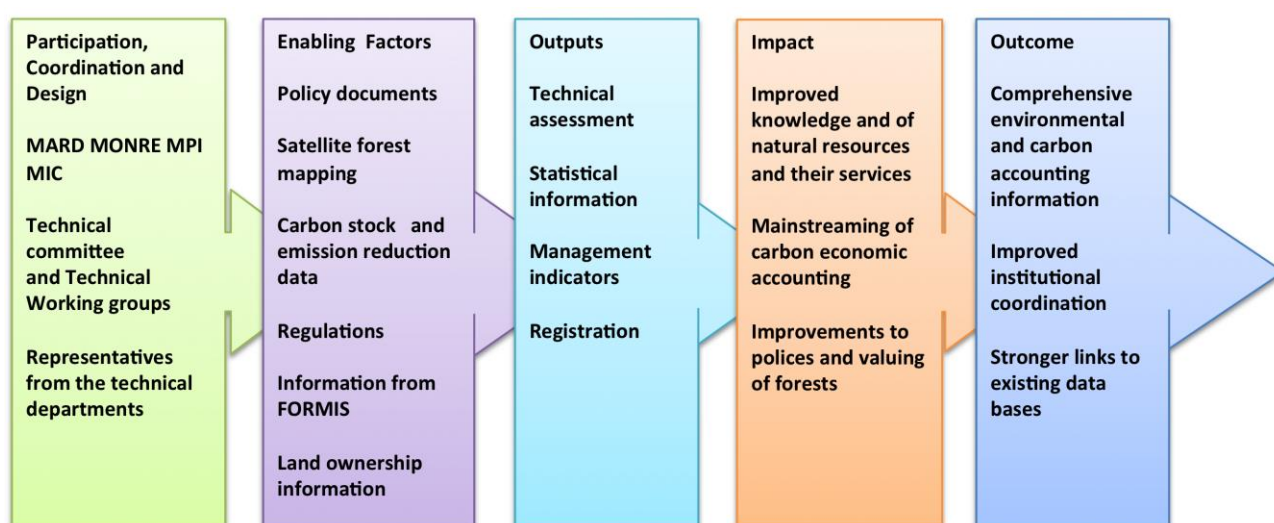 Participation,
Coordination and
Design
MARD MONRE MPI
MIC
Technical
committee
and Technical
Working groups
Representatives
from the technical
departments
Enabling Factors
Policy documents
Satellite forest
mapping
Carbon stock and
emission reduction
data
Regulations
Information from
FORMIS
Land ownership
information
Outputs
Technical
assessment
Statistical
information
Management
indicators
Registration
Impact
Improved
knowledge and of
natural resources
and their services
Mainstreaming of
carbon economic
accounting
Improvements to
polices and valuing
of forests
Outcome
Comprehensive
environmental
and carbon
accounting
information
Improved
institutional
coordination
Stronger links to
existing data
bases